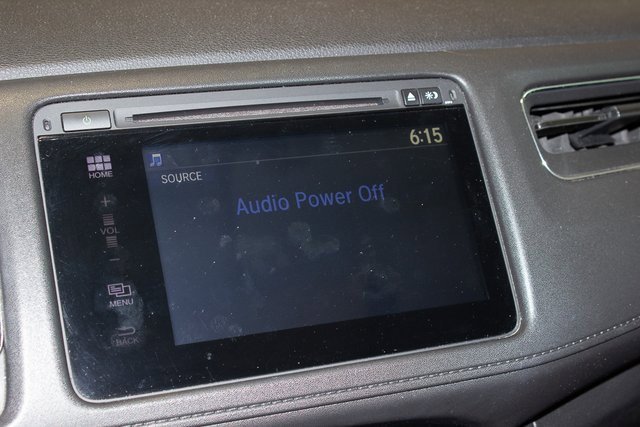 6:15
HOME
SOURCE
Audio Power Off
+
VOL
-
MENU
BACK